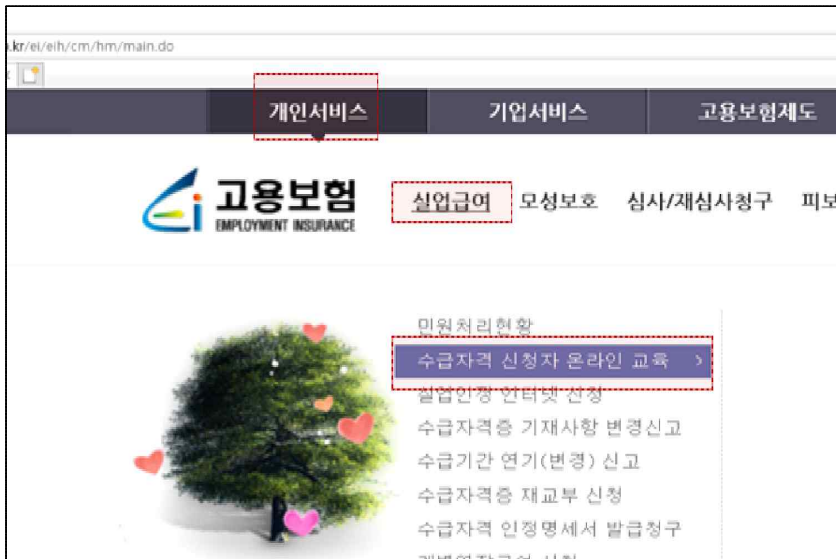 .kr/ei/eih/cm/hm/main.do
개인서비스 기업서비스 고용보험제도
고용보험
EMPLOYMENT INSURANCE
실업급여 모성보호 심사/재심사청구 피보
민원처리현황
수급자격 신청자 온라인 교육 >
실업인정 인터넷 신청
수급자격증 기재사항 변경신고
수급기간 연기(변경) 신고
수급자격증 재교부 신청
수급자격 인정명세서 발급청구